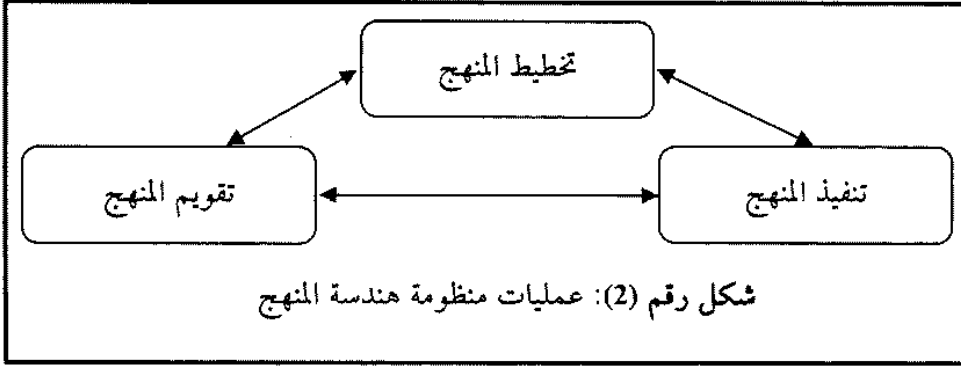 تخطيط المنهج
تنفيذ المنهج
تقويم المنهج
شكل رقم (2): عمليات منظومة هندسة المنهج